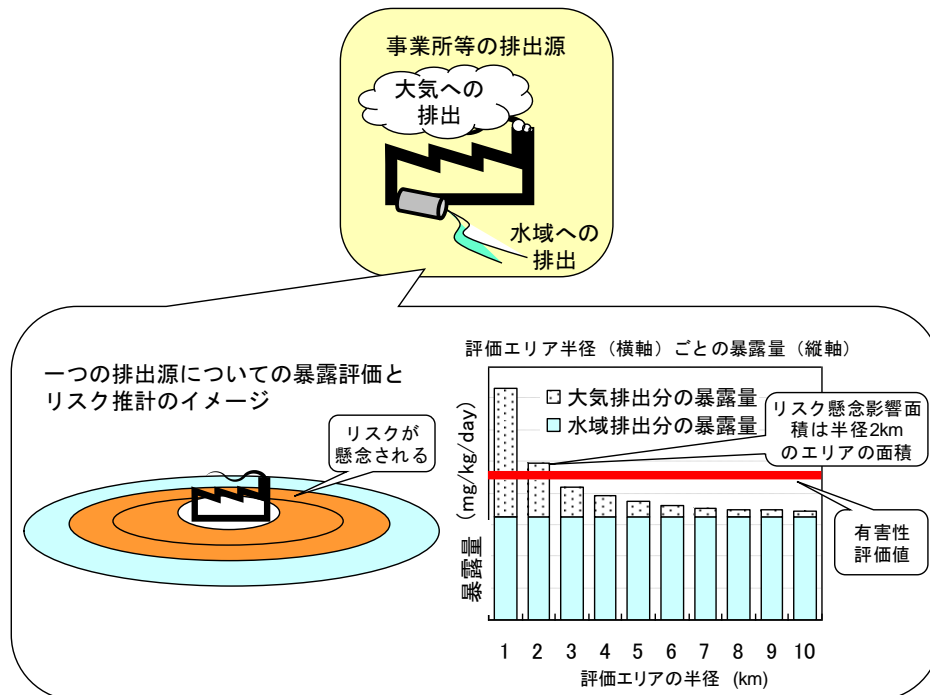 事業所等の排出源
大気への
排出
水域への
排出
一つの排出源についての暴露評価と
リスク推計のイメージ
リスクが
懸念される
評価エリア半径（横軸）ごとの暴露量（縦軸）
大気排出分の暴露量
水域排出分の暴露量
リスク懸念影響面
積は半径2km
のエリアの面積
有害性
評価値
暴露量 (mg/kg/day)
1 2 3 4 5 6 7 8 9 10
評価エリアの半径 (km)